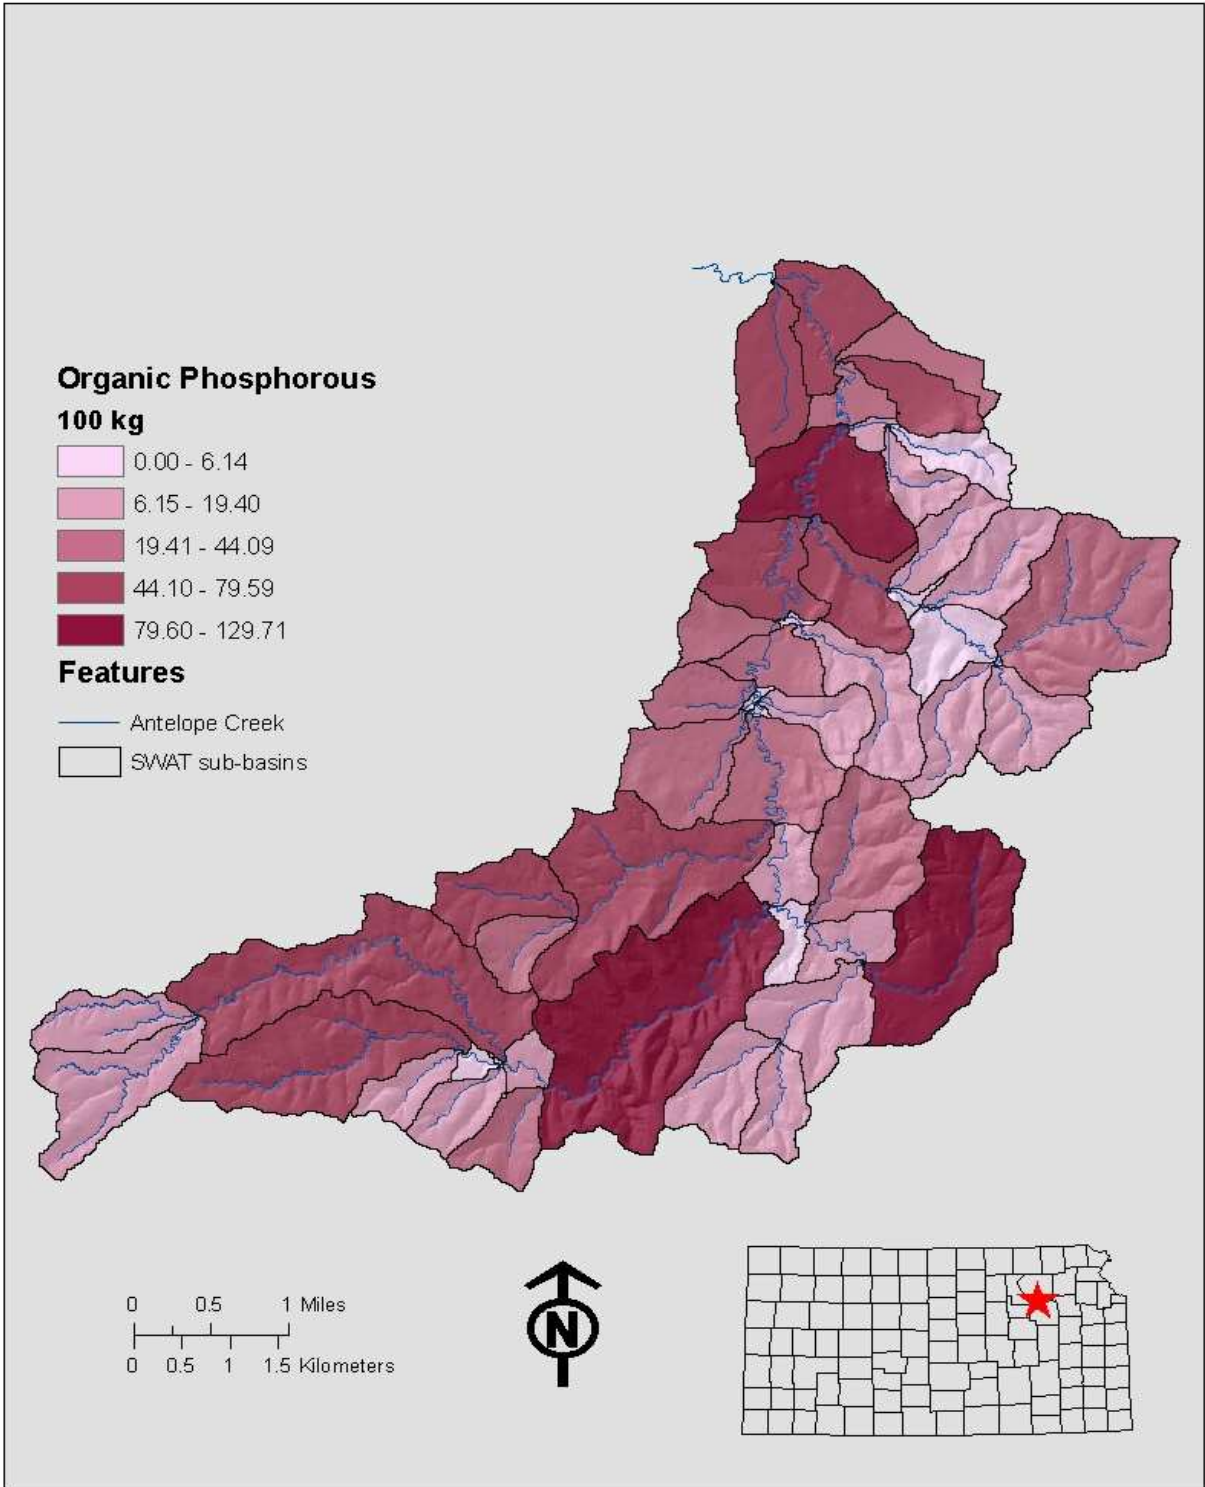 Organic Phosphorous
100 kg
0.00 - 6.14
6.15 - 19.40
19.41 - 44.09
44.10 - 79.59
79.60 - 129.71
Features
Antelope Creek
SWAT sub-basins
0 0.5 1 Miles
0 0.5 1 1.5 Kilometers
N